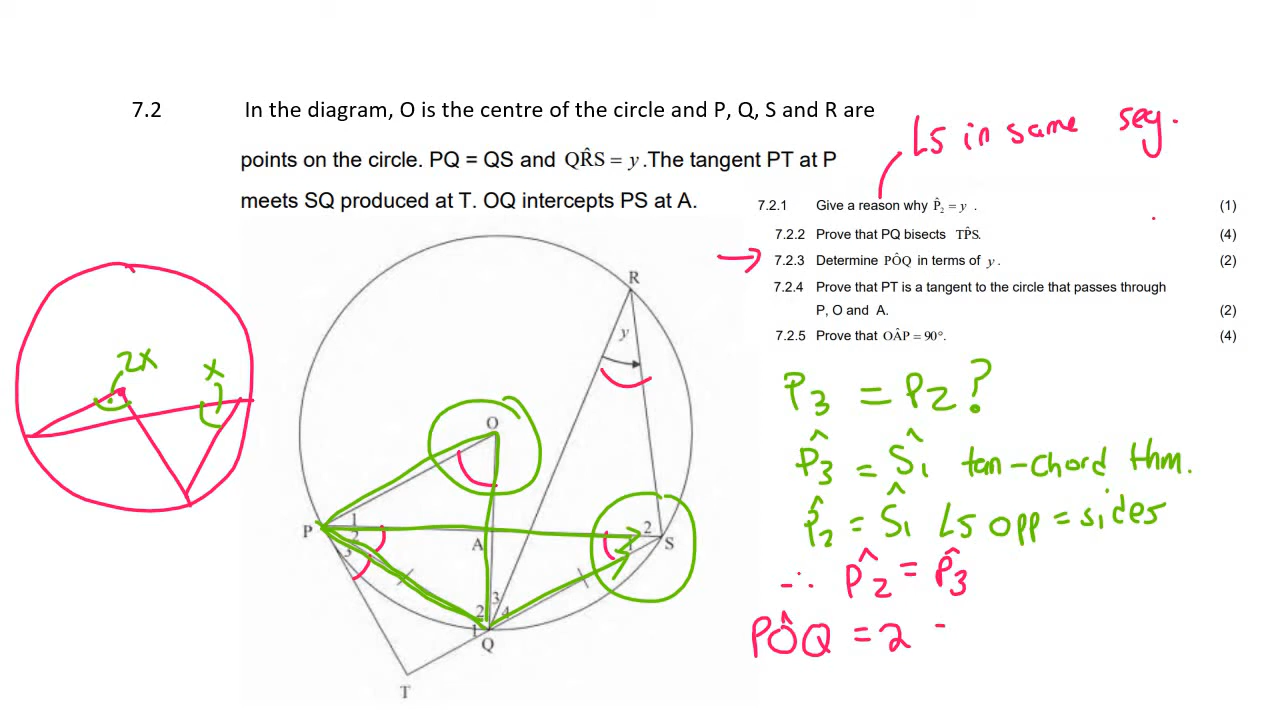 7.2 In the diagram, O is the centre of the circle and P, Q, S and R are
points on the circle. PQ = QS and QR̂S = y .The tangent PT at P
meets SQ produced at T. OQ intercepts PS at A.
Ls in same seg.
7.2.1 Give a reason why P̂₂ = y . (1)
7.2.2 Prove that PQ bisects TP̂S. (4)
7.2.3 Determine PÔQ in terms of y . (2)
7.2.4 Prove that PT is a tangent to the circle that passes through
P, O and A. (2)
7.2.5 Prove that OÂP = 90°. (4)
R
y
2x
x
O
P
1
2
3
A
2
1
S
3
2
4
1
Q
T
P3 = P2?
P̂3 = Ŝ1 tan-chord thm.
P̂2 = Ŝ1 Ls opp = sides
∴ P̂2 = P̂3
PÔQ = 2